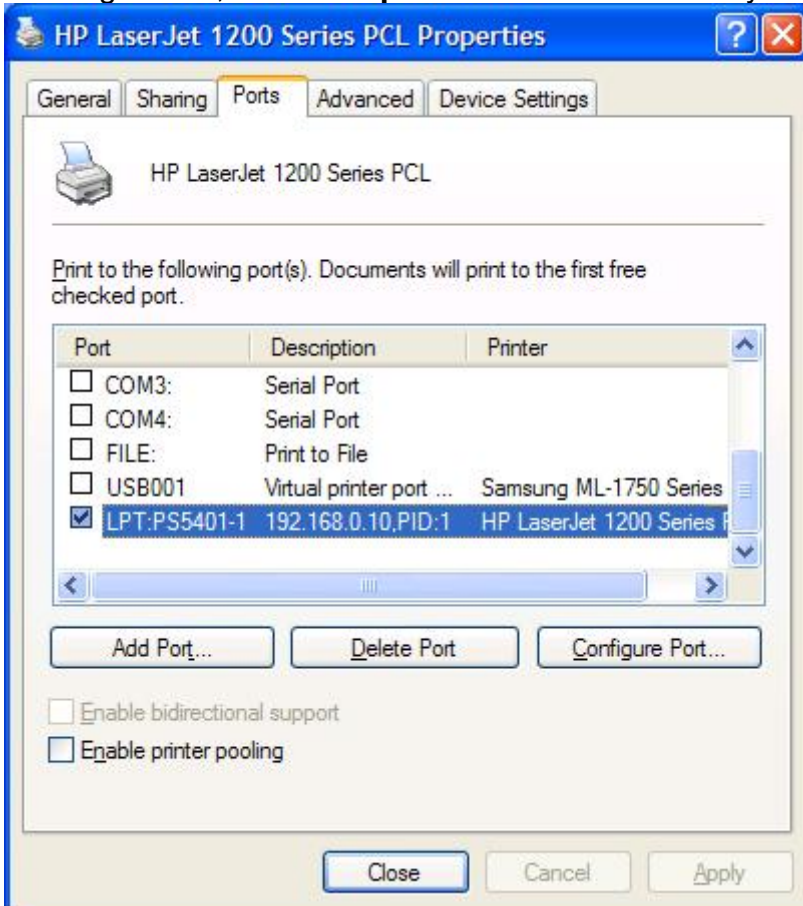 HP LaserJet 1200 Series PCL Properties
General Sharing Ports Advanced Device Settings
HP LaserJet 1200 Series PCL
Print to the following port(s). Documents will print to the first free
checked port.
Port Description Printer
COM3: Serial Port
COM4: Serial Port
FILE: Print to File
USB001 Virtual printer port ... Samsung ML-1750 Series
LPT:PS5401-1 192.168.0.10,PID:1 HP LaserJet 1200 Series
Add Port... Delete Port Configure Port...
Enable bidirectional support
Enable printer pooling
Close Cancel Apply